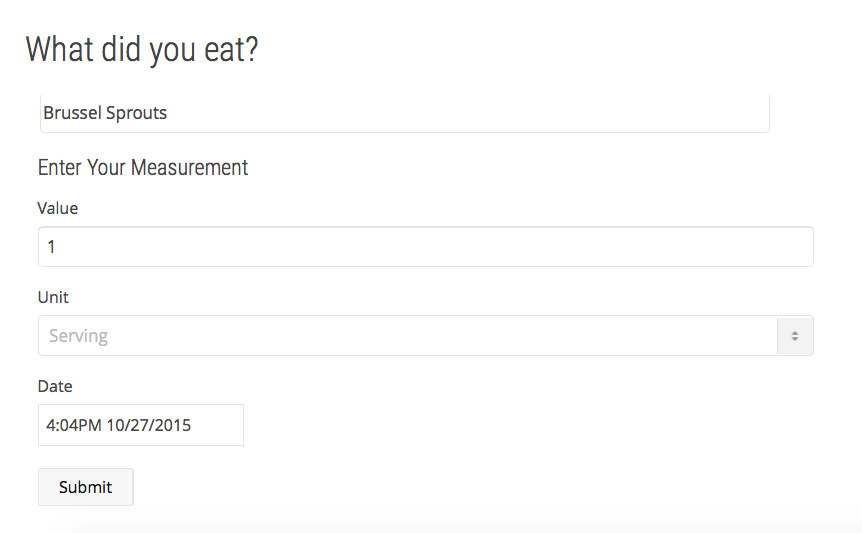 What did you eat?
Brussel Sprouts
Enter Your Measurement
Value
1
Unit
Serving
Date
4:04PM 10/27/2015
Submit